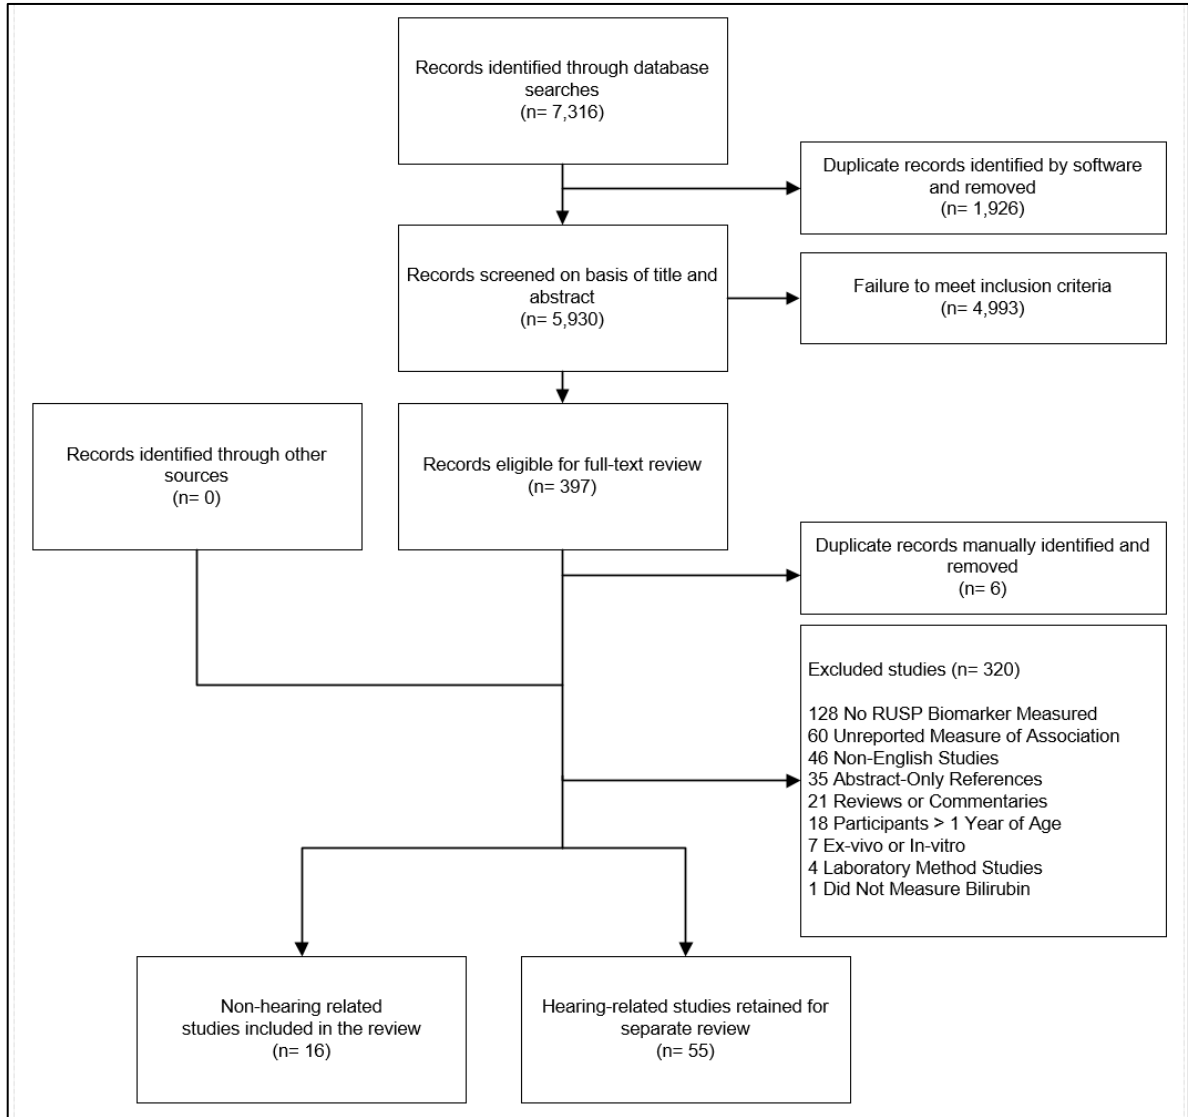 Records identified through database
searches
(n= 7,316)
Duplicate records identified by software
and removed
(n= 1,926)
Records screened on basis of title and
abstract
(n= 5,930)
Failure to meet inclusion criteria
(n= 4,993)
Records identified through other
sources
(n= 0)
Records eligible for full-text review
(n= 397)
Duplicate records manually identified and
removed
(n= 6)
Excluded studies (n= 320)
128 No RUSP Biomarker Measured
60 Unreported Measure of Association
46 Non-English Studies
35 Abstract-Only References
21 Reviews or Commentaries
18 Participants > 1 Year of Age
7 Ex-vivo or In-vitro
4 Laboratory Method Studies
1 Did Not Measure Bilirubin
Non-hearing related
studies included in the review
(n= 16)
Hearing-related studies retained for
separate review
(n= 55)